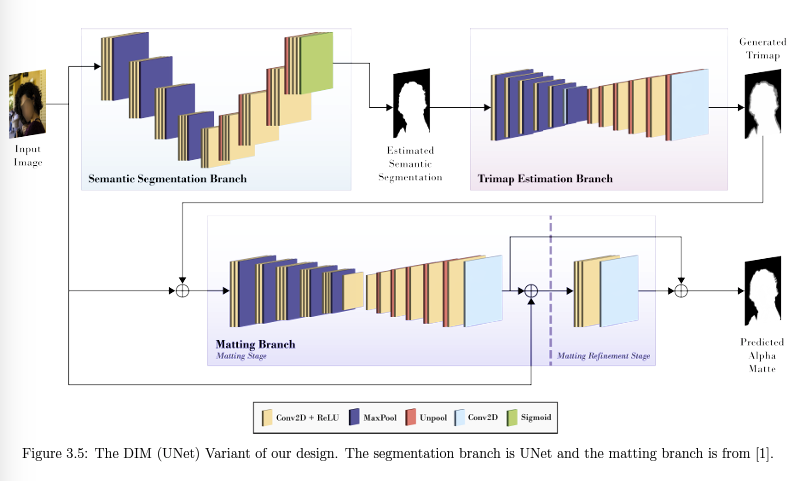 Input
Image
Semantic Segmentation Branch
Estimated
Semantic
Segmentation
Trimap Estimation Branch
Generated
Trimap
Matting Branch
Matting Stage
Matting Refinement Stage
Predicted
Alpha
Matte
Conv2D + ReLU
MaxPool
Unpool
Conv2D
Sigmoid
Figure 3.5: The DIM (UNet) Variant of our design. The segmentation branch is UNet and the matting branch is from [1].